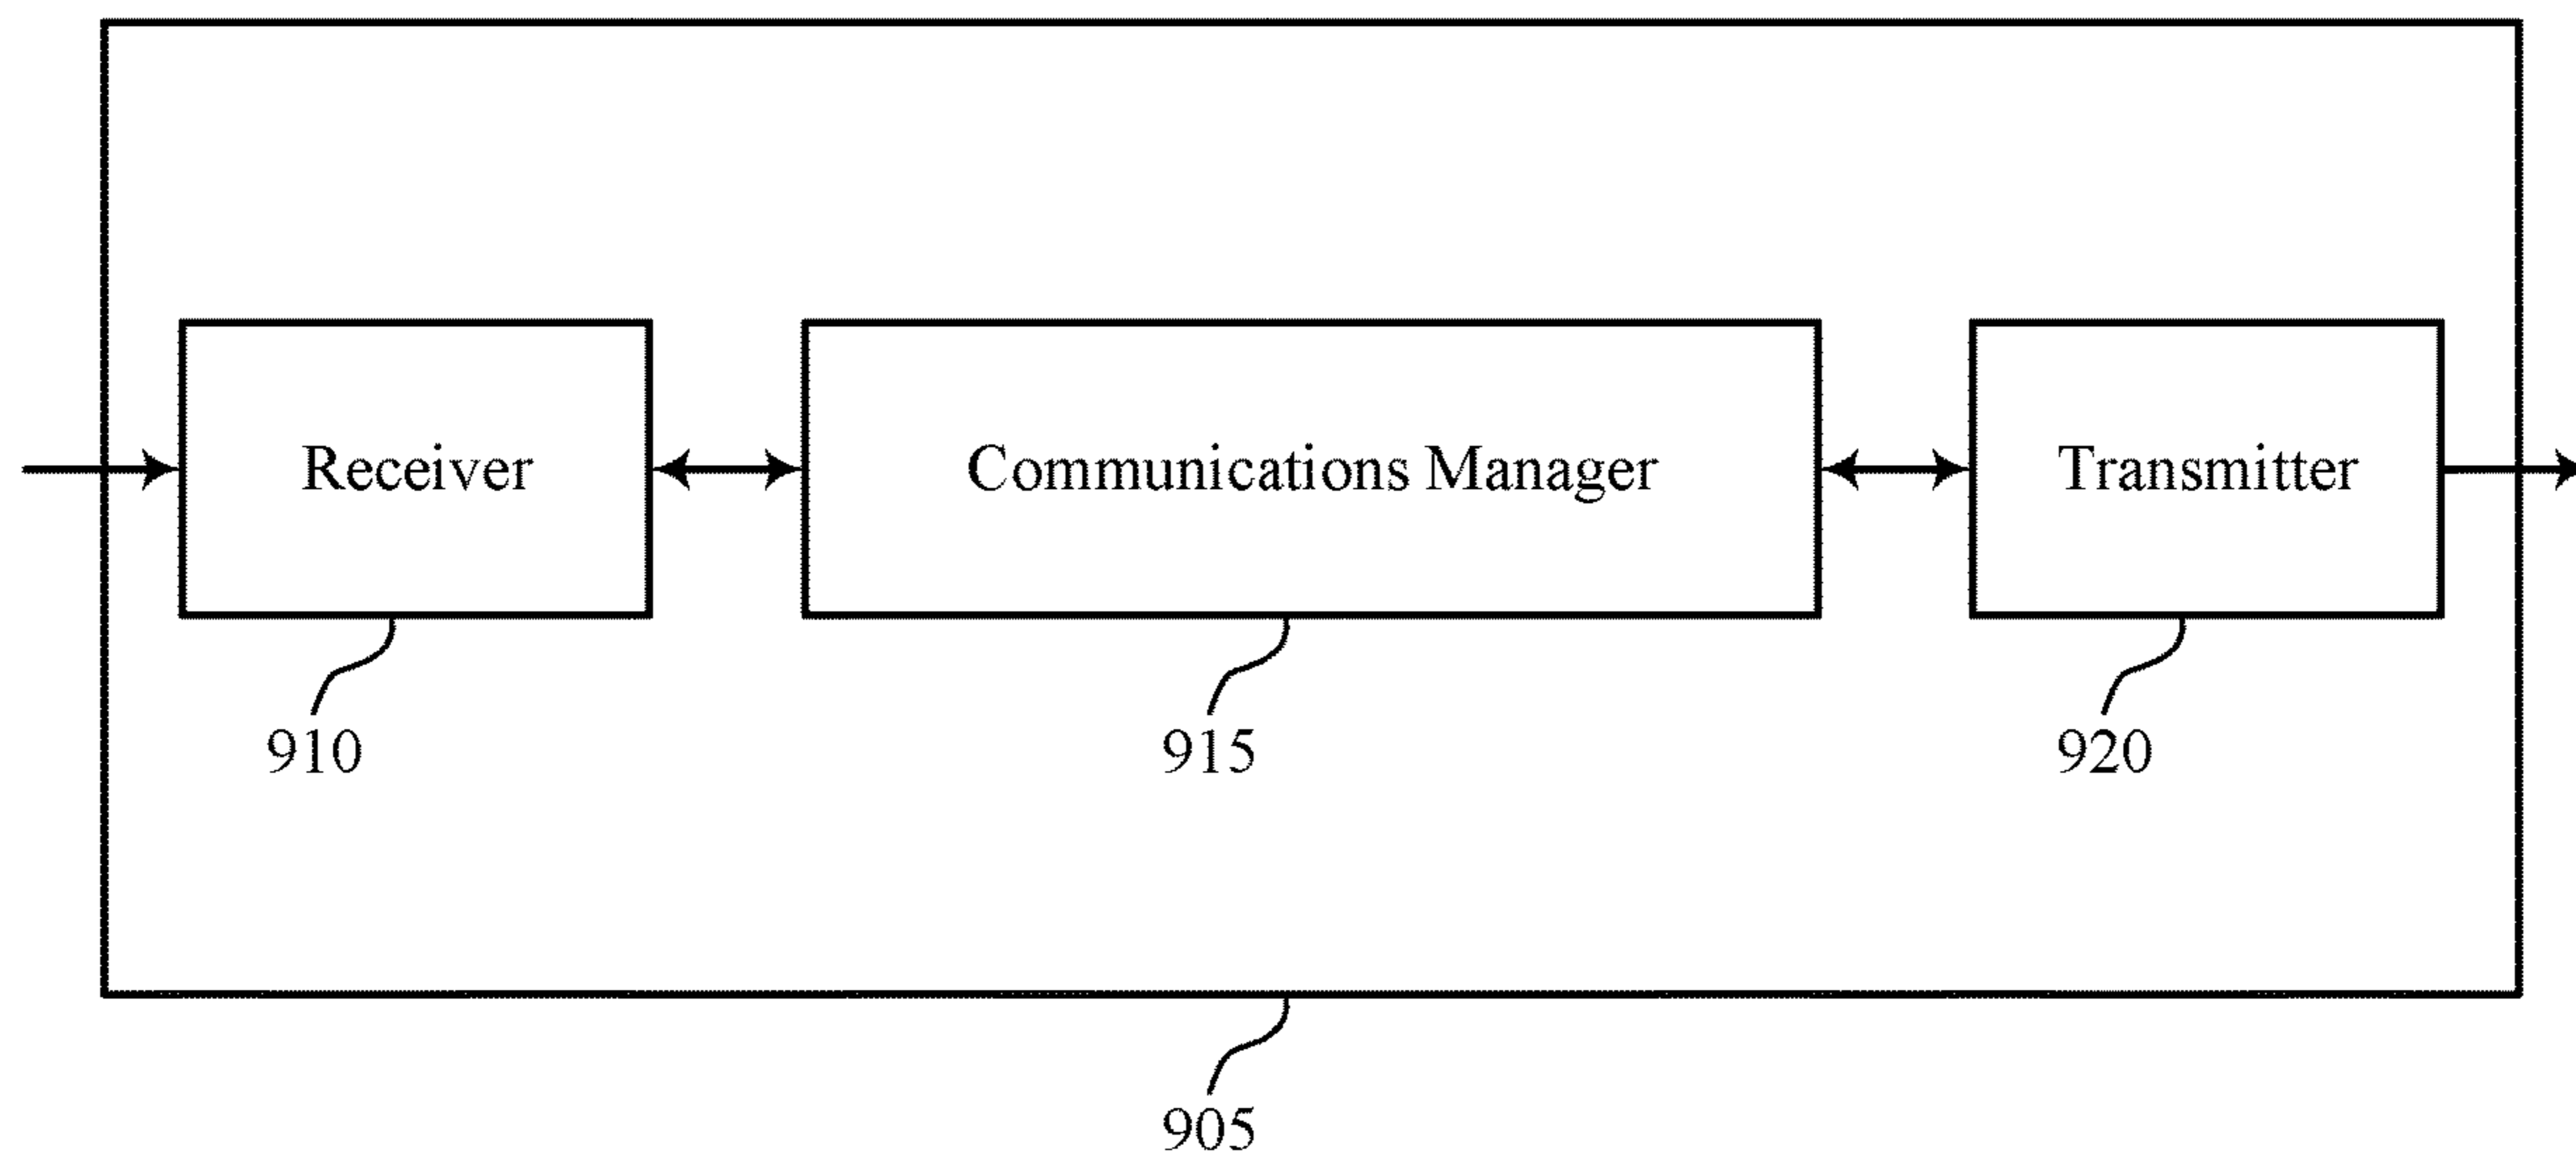 Receiver
Communications Manager
Transmitter
910
915
920
905